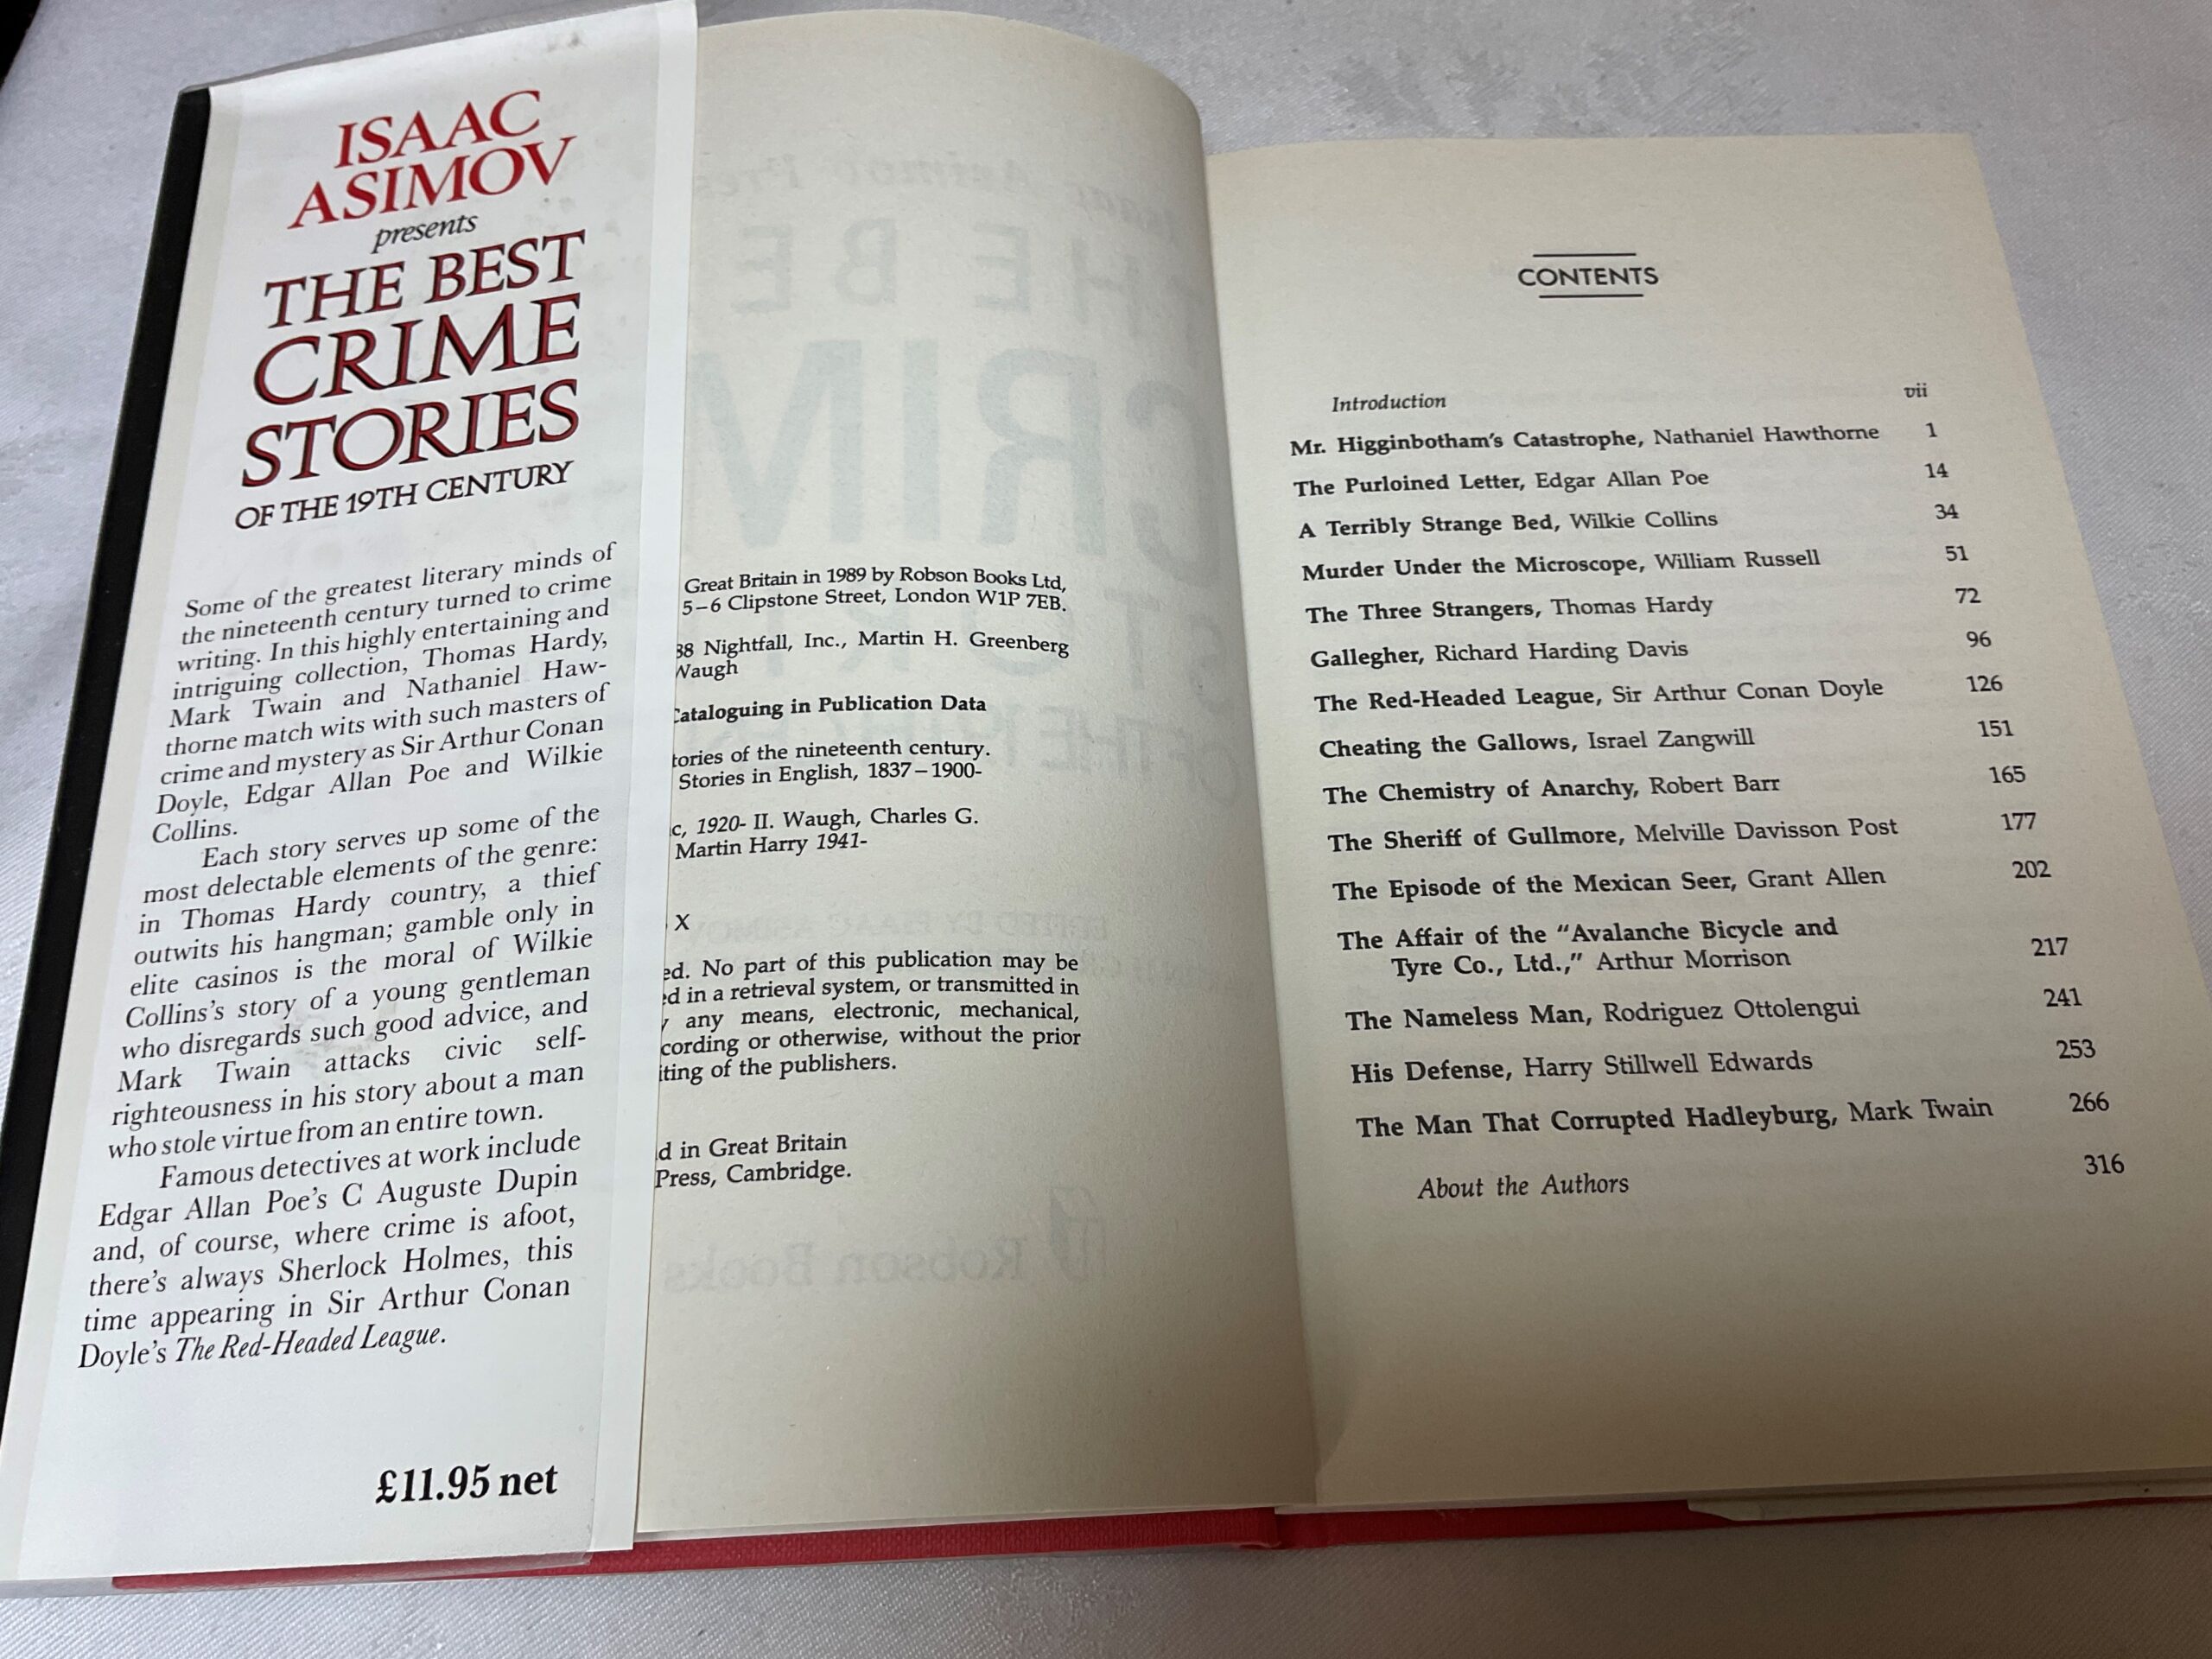 ISAAC
ASIMOV
presents
THE BEST
CRIME
STORIES
OF THE 19TH CENTURY
Some of the greatest literary minds of
the nineteenth century turned to crime
writing. In this highly entertaining and
intriguing collection, Thomas Hardy,
Mark Twain and Nathaniel Haw-
thorne match wits with such masters of
crime and mystery as Sir Arthur Conan
Doyle, Edgar Allan Poe and Wilkie
Collins.
Each story serves up some of the
most delectable elements of the genre:
in Thomas Hardy country, a thief
outwits his hangman; gamble only in
elite casinos is the moral of Wilkie
Collins's story of a young gentleman
who disregards such good advice, and
Mark Twain attacks civic self-
righteousness in his story about a man
who stole virtue from an entire town.
Famous detectives at work include
Edgar Allan Poe's C Auguste Dupin
and, of course, where crime is afoot,
there's always Sherlock Holmes, this
time appearing in Sir Arthur Conan
Doyle's The Red-Headed League.
£11.95 net
Great Britain in 1989 by Robson Books Ltd,
5–6 Clipstone Street, London W1P 7EB.
88 Nightfall, Inc., Martin H. Greenberg
Waugh
Cataloguing in Publication Data
tories of the nineteenth century.
Stories in English, 1837–1900-
c, 1920- II. Waugh, Charles G.
Martin Harry 1941-
X
ed. No part of this publication may be
ed in a retrieval system, or transmitted in
any means, electronic, mechanical,
cording or otherwise, without the prior
iting of the publishers.
d in Great Britain
Press, Cambridge.
CONTENTS
Introduction vii
Mr. Higginbotham's Catastrophe, Nathaniel Hawthorne 1
The Purloined Letter, Edgar Allan Poe 14
A Terribly Strange Bed, Wilkie Collins 34
Murder Under the Microscope, William Russell 51
The Three Strangers, Thomas Hardy 72
Gallegher, Richard Harding Davis 96
The Red-Headed League, Sir Arthur Conan Doyle 126
Cheating the Gallows, Israel Zangwill 151
The Chemistry of Anarchy, Robert Barr 165
The Sheriff of Gullmore, Melville Davisson Post 177
The Episode of the Mexican Seer, Grant Allen 202
The Affair of the "Avalanche Bicycle and
Tyre Co., Ltd.," Arthur Morrison 217
The Nameless Man, Rodriguez Ottolengui 241
His Defense, Harry Stillwell Edwards 253
The Man That Corrupted Hadleyburg, Mark Twain 266
About the Authors 316